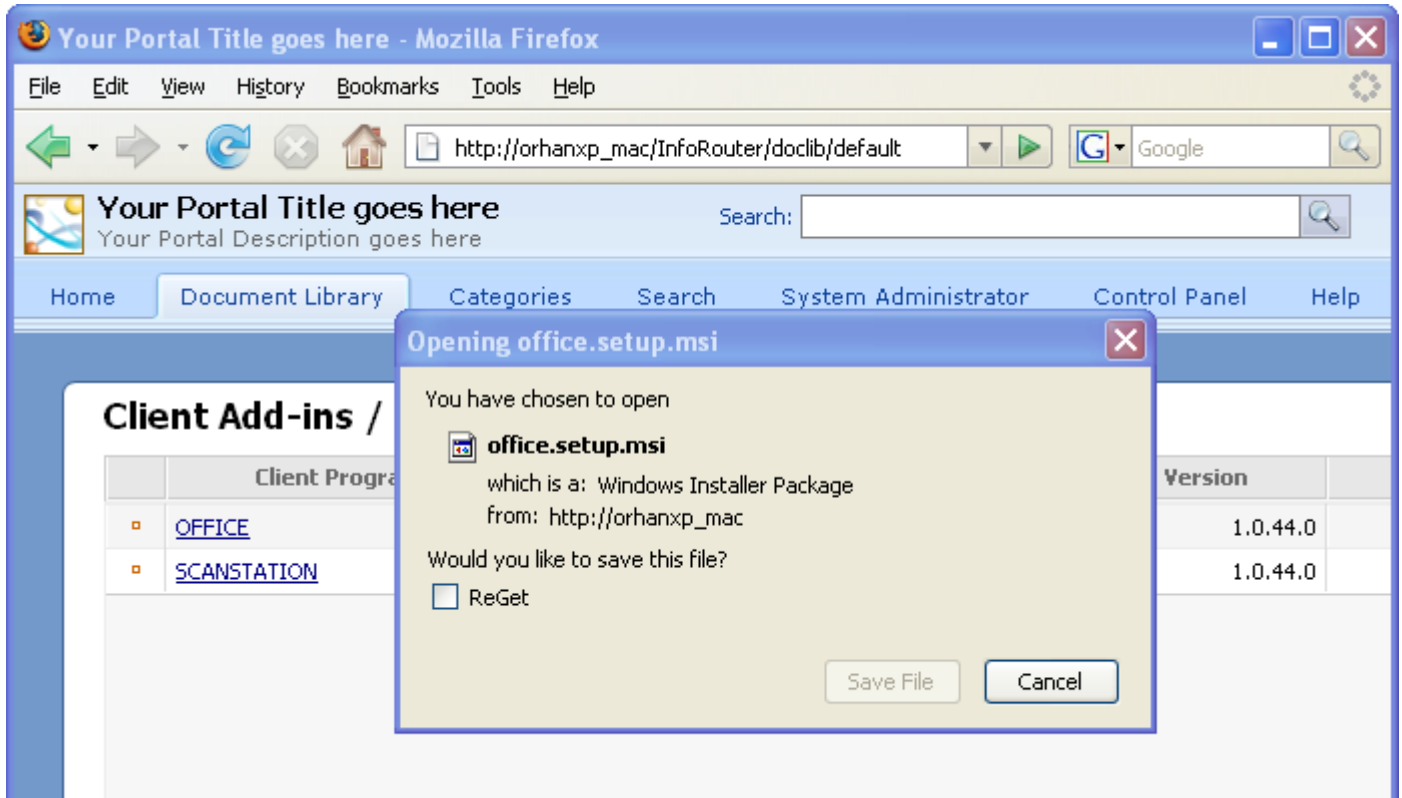 Your Portal Title goes here - Mozilla Firefox
File Edit View History Bookmarks Tools Help
http://orhanxp_mac/InfoRouter/doclib/default
G Google
Your Portal Title goes here
Your Portal Description goes here
Search:
Home Document Library Categories Search System Administrator Control Panel Help
Opening office.setup.msi
You have chosen to open
office.setup.msi
which is a: Windows Installer Package
from: http://orhanxp_mac
Would you like to save this file?
ReGet
Save File Cancel
Client Add-ins /
Client Progra Version
OFFICE 1.0.44.0
SCANSTATION 1.0.44.0